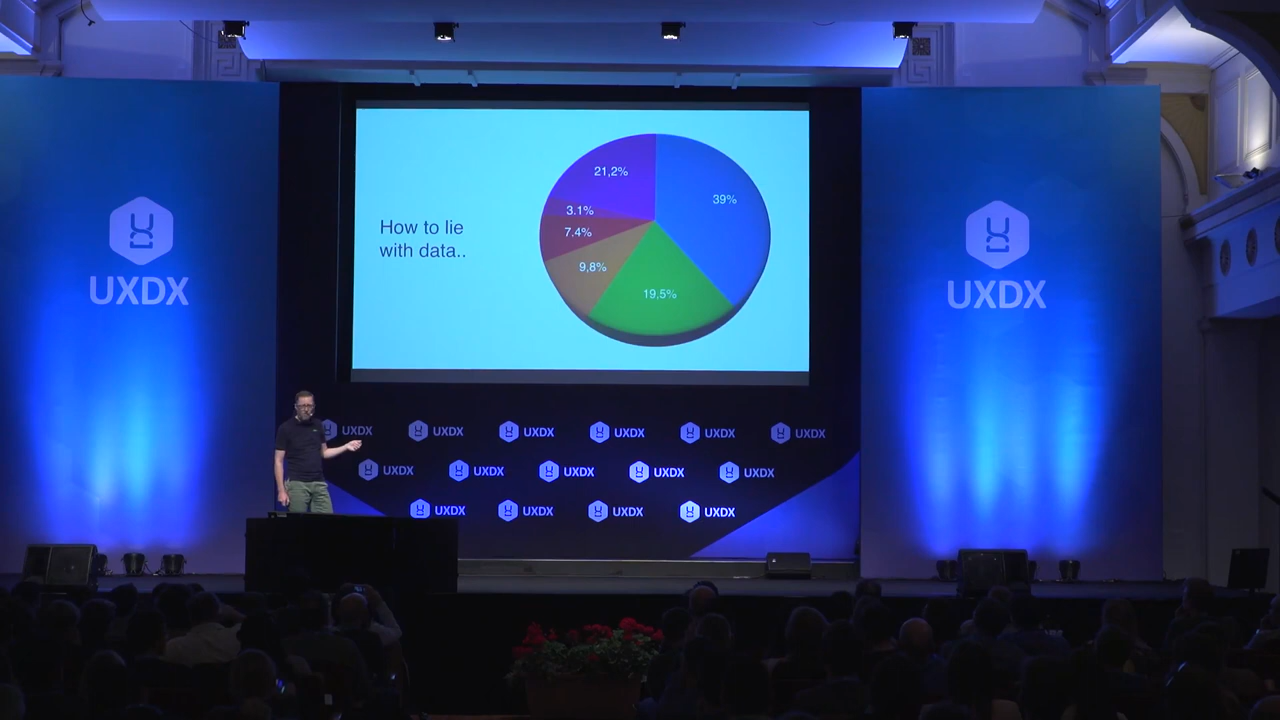 How to lie
with data..
21,2%
39%
3.1%
7.4%
9,8%
19,5%
UXDX
UXDX
UXDX UXDX UXDX UXDX UXDX UXDX
UXDX UXDX UXDX UXDX UXDX
UXDX UXDX UXDX UXDX